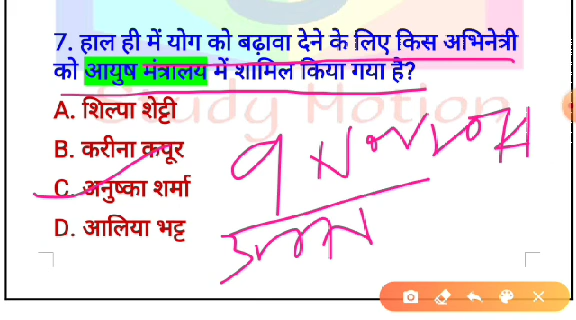 7. हाल ही में योग को बढ़ावा देने के लिए किस अभिनेत्री
को आयुष मंत्रालय में शामिल किया गया है?
A. शिल्पा शेट्टी
B. करीना कपूर
C. अनुष्का शर्मा
D. आलिया भट्ट
Study Motion